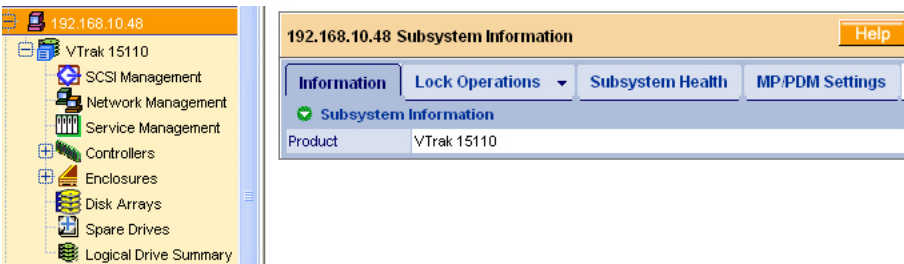 192.168.10.48
VTrak 15110
SCSI Management
Network Management
Service Management
Controllers
Enclosures
Disk Arrays
Spare Drives
Logical Drive Summary
192.168.10.48 Subsystem Information
Help
Information Lock Operations Subsystem Health MP/PDM Settings
Subsystem Information
Product VTrak 15110